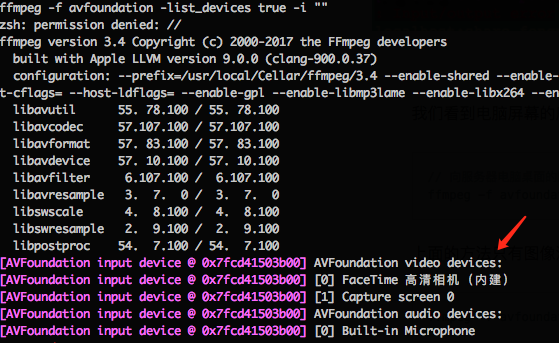 ffmpeg -f avfoundation -list_devices true -i ""
zsh: permission denied: //
ffmpeg version 3.4 Copyright (c) 2000-2017 the FFmpeg developers
built with Apple LLVM version 9.0.0 (clang-900.0.37)
configuration: --prefix=/usr/local/Cellar/ffmpeg/3.4 --enable-shared --enable-
t-cflags= --host-ldflags= --enable-gpl --enable-libmp3lame --enable-libx264 --en
libavutil 55. 78.100 / 55. 78.100
libavcodec 57.107.100 / 57.107.100
libavformat 57. 83.100 / 57. 83.100
libavdevice 57. 10.100 / 57. 10.100
libavfilter 6.107.100 / 6.107.100
libavresample 3. 7. 0 / 3. 7. 0
libswscale 4. 8.100 / 4. 8.100
libswresample 2. 9.100 / 2. 9.100
libpostproc 54. 7.100 / 54. 7.100
[AVFoundation input device @ 0x7fcd41503b00] AVFoundation video devices:
[AVFoundation input device @ 0x7fcd41503b00] [0] FaceTime 高清相机（内建）
[AVFoundation input device @ 0x7fcd41503b00] [1] Capture screen 0
[AVFoundation input device @ 0x7fcd41503b00] AVFoundation audio devices:
[AVFoundation input device @ 0x7fcd41503b00] [0] Built-in Microphone